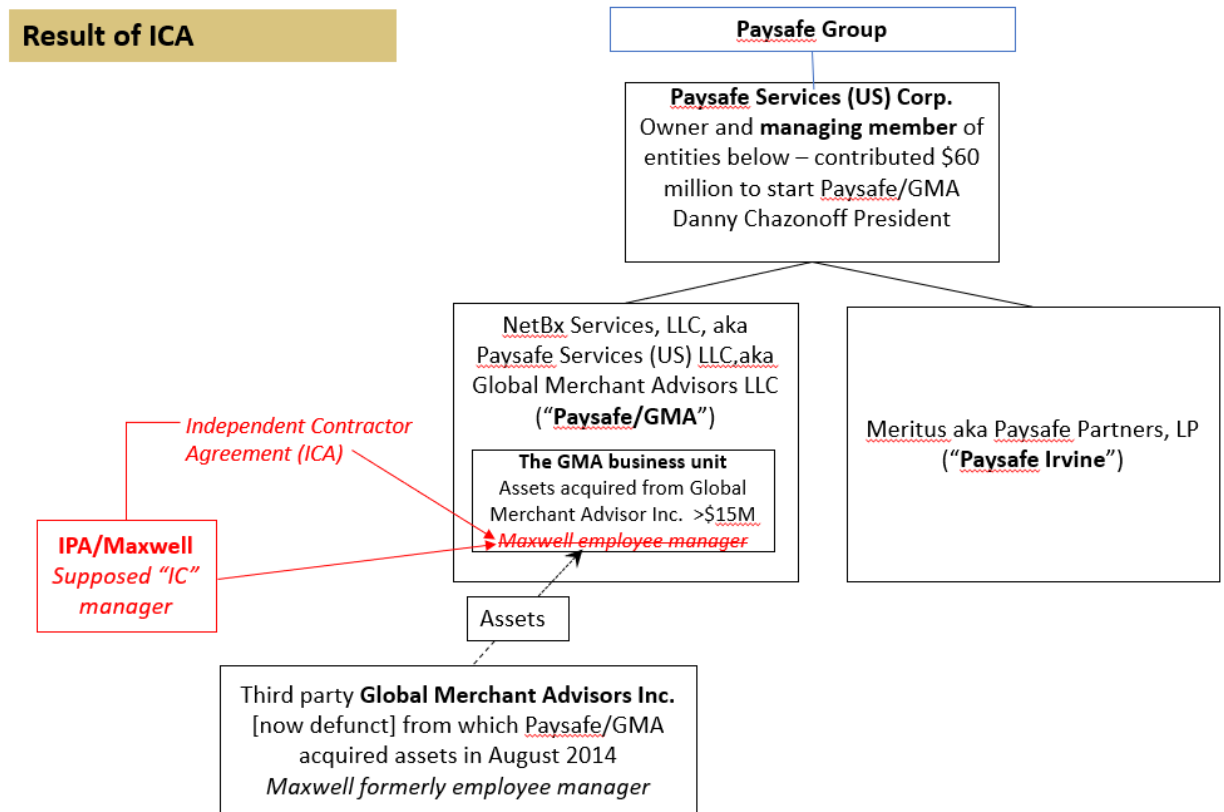 Result of ICA
Paysafe Group
Paysafe Services (US) Corp.
Owner and managing member of
entities below – contributed $60
million to start Paysafe/GMA
Danny Chazonoff President
NetBx Services, LLC, aka
Paysafe Services (US) LLC,aka
Global Merchant Advisors LLC
(“Paysafe/GMA”)
The GMA business unit
Assets acquired from Global
Merchant Advisor Inc.  >$15M
Maxwell employee manager
Meritus aka Paysafe Partners, LP
(“Paysafe Irvine”)
Independent Contractor
Agreement (ICA)
IPA/Maxwell
Supposed “IC”
manager
Assets
Third party Global Merchant Advisors Inc.
[now defunct] from which Paysafe/GMA
acquired assets in August 2014
Maxwell formerly employee manager